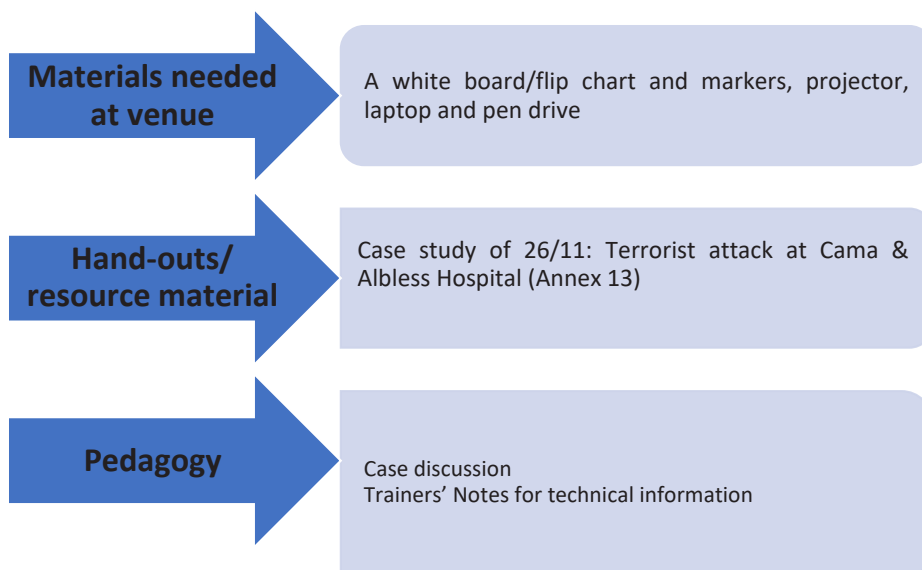 Materials needed
at venue
A white board/flip chart and markers, projector,
laptop and pen drive
Hand-outs/
resource material
Case study of 26/11: Terrorist attack at Cama &
Albless Hospital (Annex 13)
Pedagogy
Case discussion
Trainers’ Notes for technical information